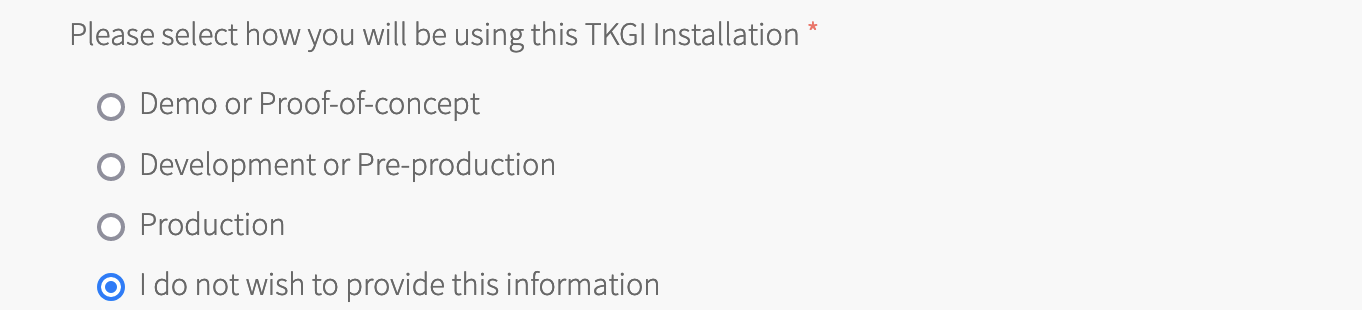 Please select how you will be using this TKGI Installation *
Demo or Proof-of-concept
Development or Pre-production
Production
I do not wish to provide this information